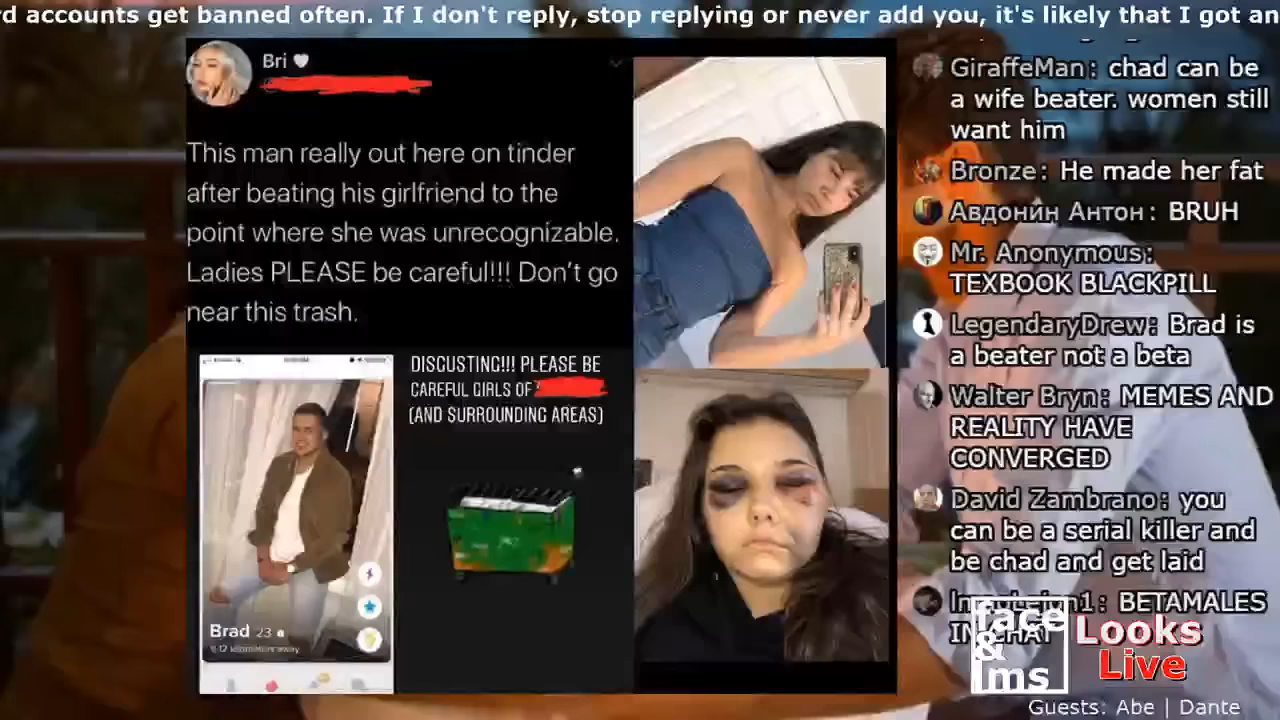 d accounts get banned often. If I don't reply, stop replying or never add you, it's likely that I got an
Bri
This man really out here on tinder
after beating his girlfriend to the
point where she was unrecognizable.
Ladies PLEASE be careful!!! Don't go
near this trash.
DISGUSTING!!! PLEASE BE
CAREFUL GIRLS OF
(AND SURROUNDING AREAS)
Brad 23
GiraffeMan: chad can be
a wife beater. women still
want him
Bronze: He made her fat
Авдонин Антон: BRUH
Mr. Anonymous:
TEXBOOK BLACKPILL
LegendaryDrew: Brad is
a beater not a beta
Walter Bryn: MEMES AND
REALITY HAVE
CONVERGED
David Zambrano: you
can be a serial killer and
be chad and get laid
BETAMALES
IN CHAT
face
&
lms
Looks
Live
Guests: Abe | Dante